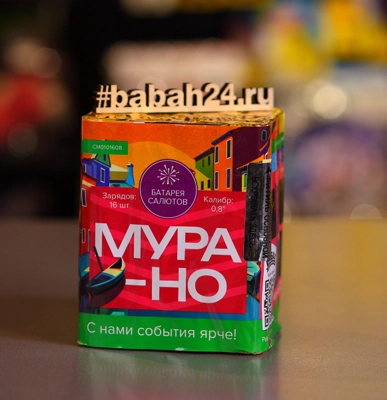 #babah24.ru
СМ0101608
БАТАРЕЯ
САЛЮТОВ
Зарядов:
16 шт.
Калибр:
0,8"
МУРА
-НО
С нами события ярче!